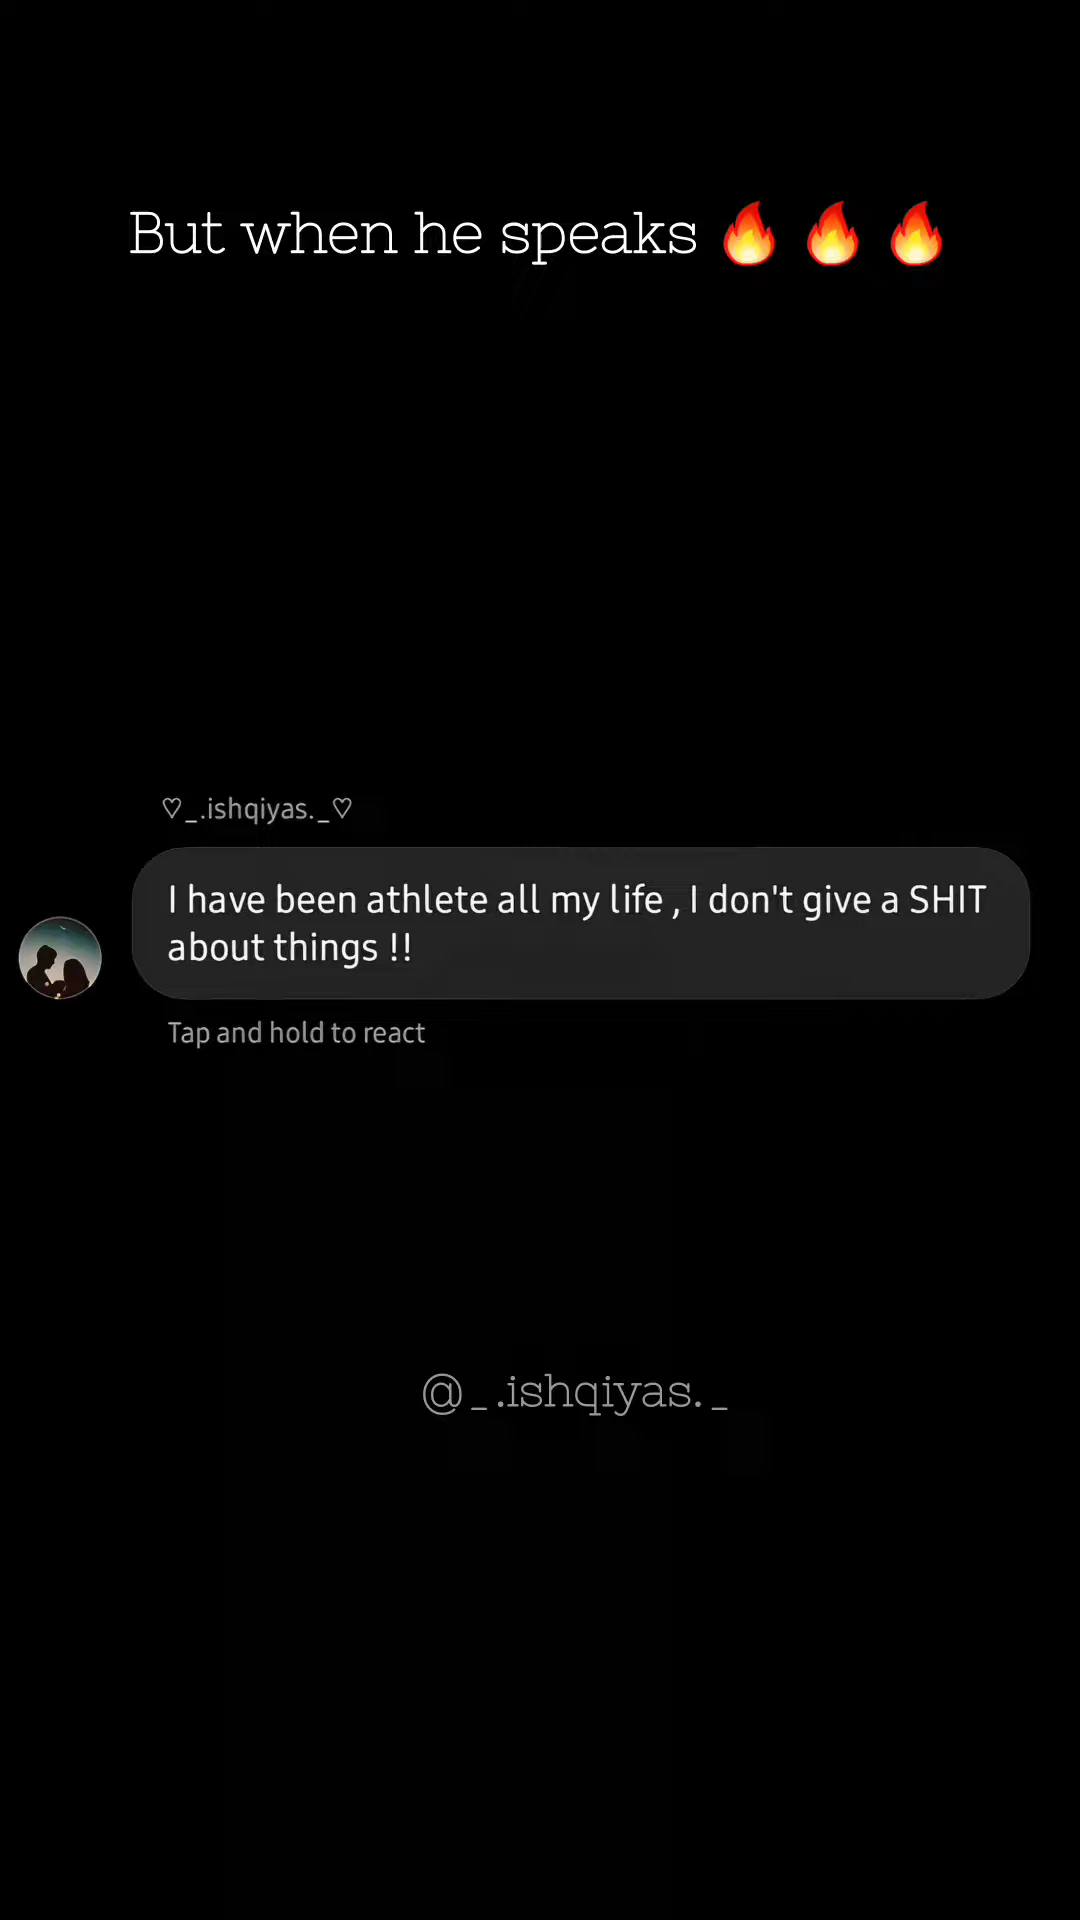 But when he speaks 🔥 🔥 🔥
♡_.ishqiyas._♡
I have been athlete all my life , I don't give a SHIT
about things !!
Tap and hold to react
@_.ishqiyas._